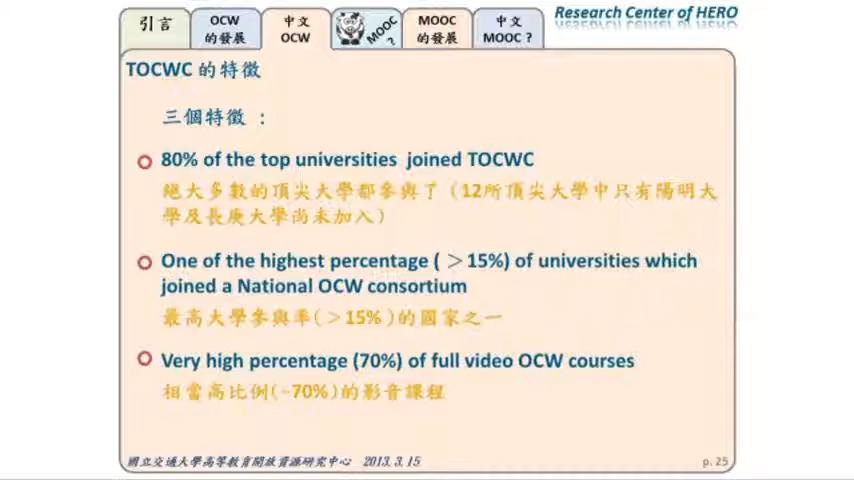 引言
OCW
的發展
中文
OCW
MOOC
?
MOOC
的發展
中文
MOOC ?
Research Center of HERO
TOCWC 的特徵
三個特徵 :
80% of the top universities joined TOCWC
絕大多數的頂尖大學都參與了 (12所頂尖大學中只有陽明大
學及長庚大學尚未加入)
One of the highest percentage ( >15%) of universities which
joined a National OCW consortium
最高大學參與率(>15% )的國家之一
Very high percentage (70%) of full video OCW courses
相當高比例(~70%)的影音課程
國立交通大學高等教育開放資源研究中心 2013.3.15
p. 25